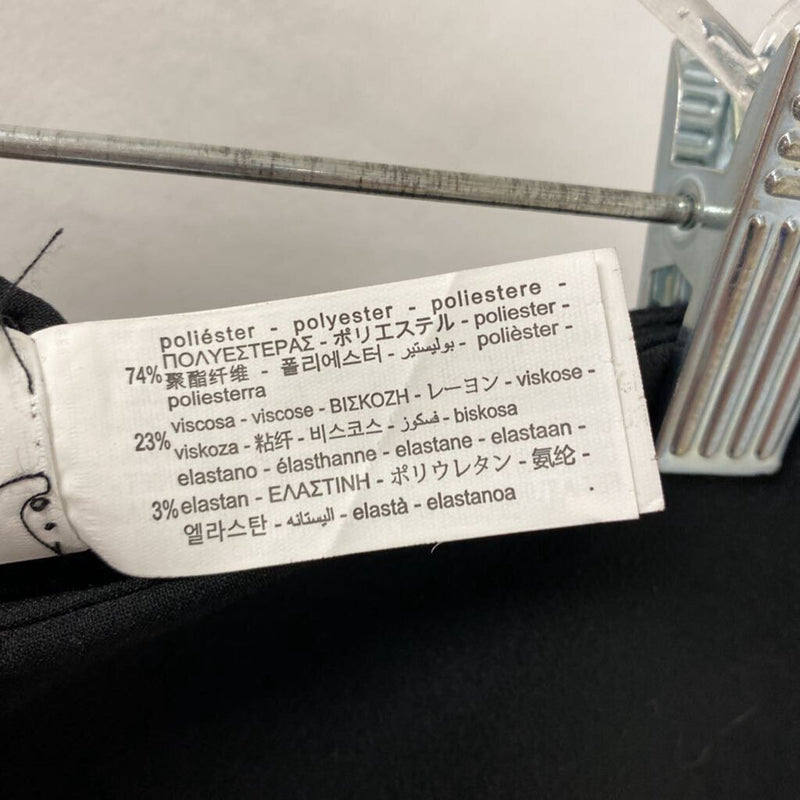 poliéster - polyester - poliestere -
ΠΟΛΥΕΣΤΕΡΑΣ - ポリエステル - poliester -
74% 聚酯纤维 - 폴리에스터 - بوليستير - polièster -
poliesterra
viscosa - viscose - ΒΙΣΚΟΖΗ - レーヨン - viskose -
23% viskoza - 粘纤 - 비스코스 - فسكوز - biskosa
elastano - élasthanne - elastane - elastaan -
3% elastan - ΕΛΑΣΤΙΝΗ - ポリウレタン - 氨纶 -
엘라스탄 - اليستانه - elastà - elastanoa